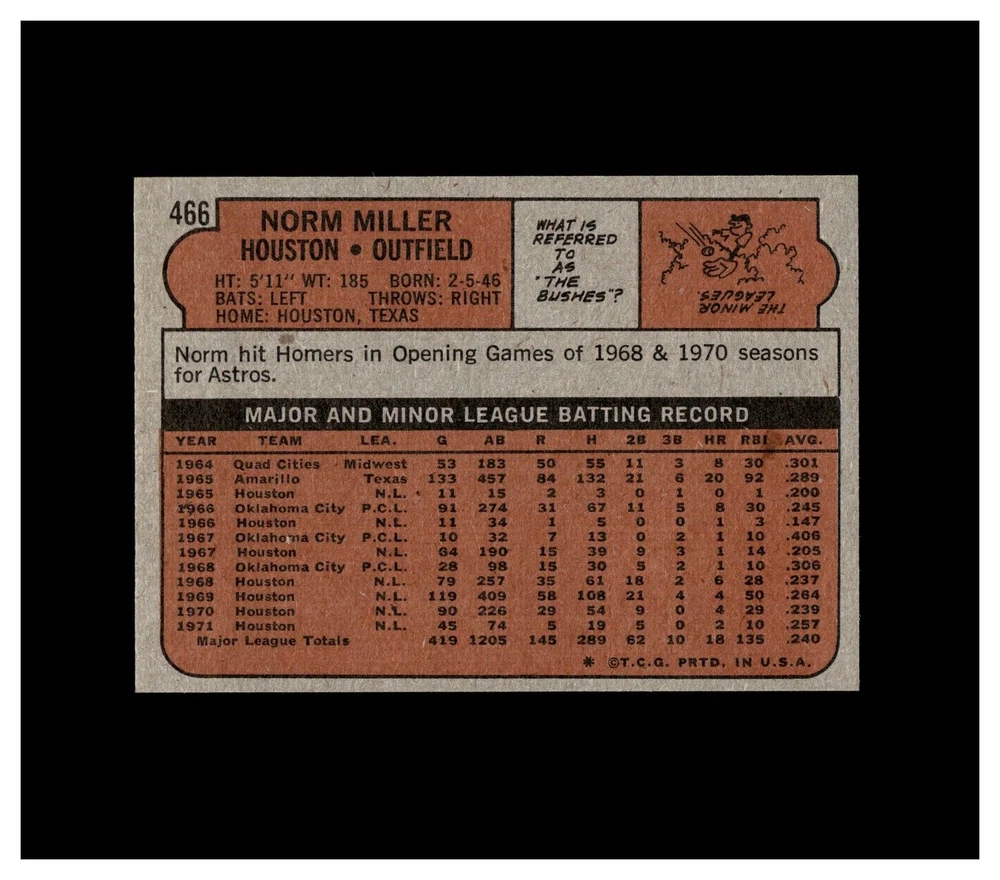 466
NORM MILLER
HOUSTON • OUTFIELD
HT: 5'11" WT: 185 BORN: 2-5-46
BATS: LEFT THROWS: RIGHT
HOME: HOUSTON, TEXAS
WHAT IS
REFERRED
TO
AS
"THE
BUSHES"?
THE MINOR
LEAGUES.
Norm hit Homers in Opening Games of 1968 & 1970 seasons
for Astros.
MAJOR AND MINOR LEAGUE BATTING RECORD
YEAR TEAM LEA. G AB R H 2B 3B HR RBI AVG.
1964 Quad Cities Midwest 53 183 50 55 11 3 8 30 .301
1965 Amarillo Texas 133 457 84 132 21 6 20 92 .289
1965 Houston N.L. 11 15 2 3 0 1 0 1 .200
1966 Oklahoma City P.C.L. 91 274 31 67 11 5 8 30 .245
1966 Houston N.L. 11 34 1 5 0 0 1 3 .147
1967 Oklahoma City P.C.L. 10 32 7 13 0 2 1 10 .406
1967 Houston N.L. 64 190 15 39 9 3 1 14 .205
1968 Oklahoma City P.C.L. 28 98 15 30 5 2 1 10 .306
1968 Houston N.L. 79 257 35 61 18 2 6 28 .237
1969 Houston N.L. 119 409 58 108 21 4 4 50 .264
1970 Houston N.L. 90 226 29 54 9 0 4 29 .239
1971 Houston N.L. 45 74 5 19 5 0 2 10 .257
Major League Totals 419 1205 145 289 62 10 18 135 .240
* ©T.C.G. PRTD. IN U.S.A.